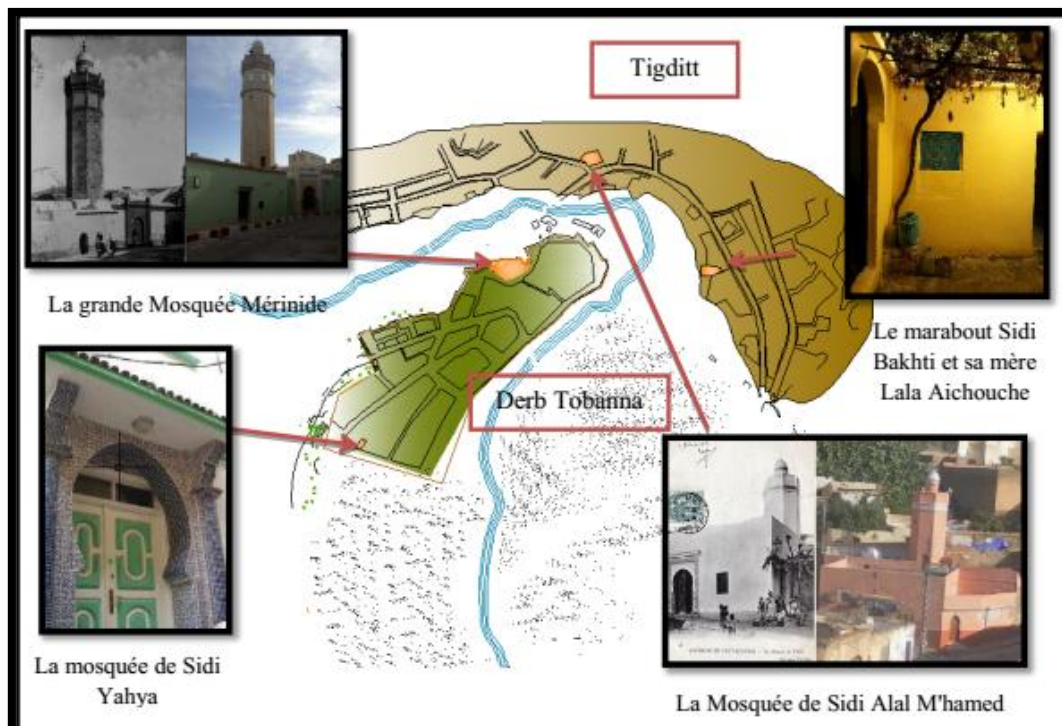 Tigditt
La grande Mosquée Mérinide
Le marabout Sidi
Bakhti et sa mère
Lala Aichouche
Derb Tobanna
La mosquée de Sidi
Yahya
La Mosquée de Sidi Alal M'hamed